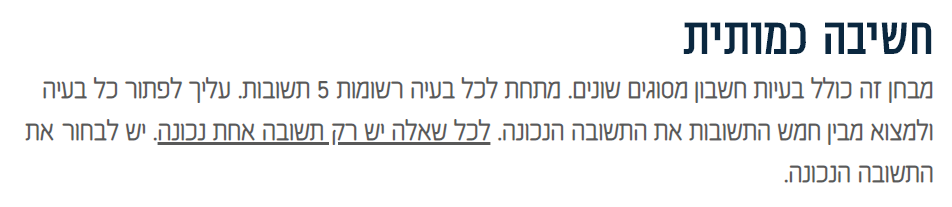 חשיבה כמותית
מבחן זה כולל בעיות חשבון מסוגים שונים. מתחת לכל בעיה רשומות 5 תשובות. עליך לפתור כל בעיה
ולמצוא מבין חמש התשובות את התשובה הנכונה. לכל שאלה יש רק תשובה אחת נכונה. יש לבחור את
התשובה הנכונה.